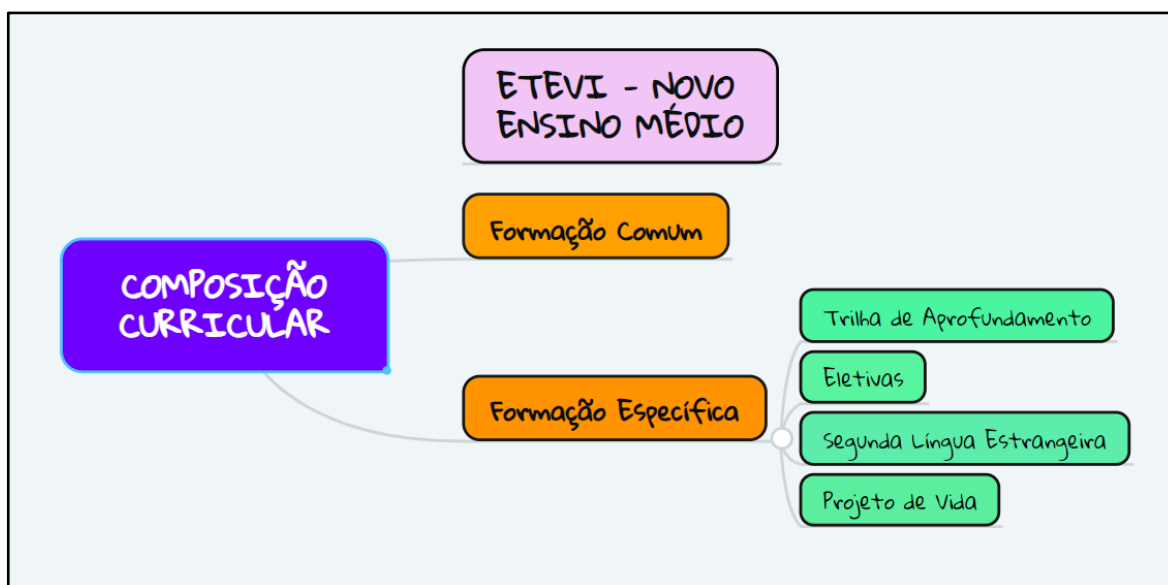 ETEVI - NOVO
ENSINO MÉDIO
Formação Comum
COMPOSIÇÃO
CURRICULAR
Formação Específica
Trilha de Aprofundamento
Eletivas
Segunda Língua Estrangeira
Projeto de Vida